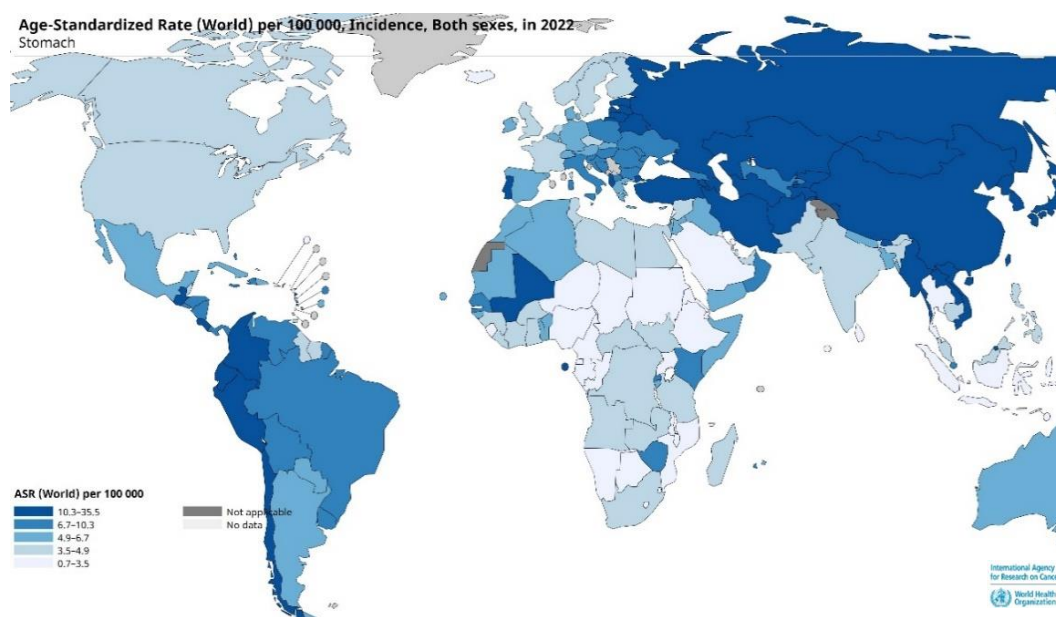 Age-Standardized Rate (World) per 100 000, Incidence, Both sexes, in 2022
Stomach
ASR (World) per 100 000
10.3–35.5
6.7–10.3
4.9–6.7
3.5–4.9
0.7–3.5
Not applicable
No data
International Agency
for Research on Cancer
World Health
Organization